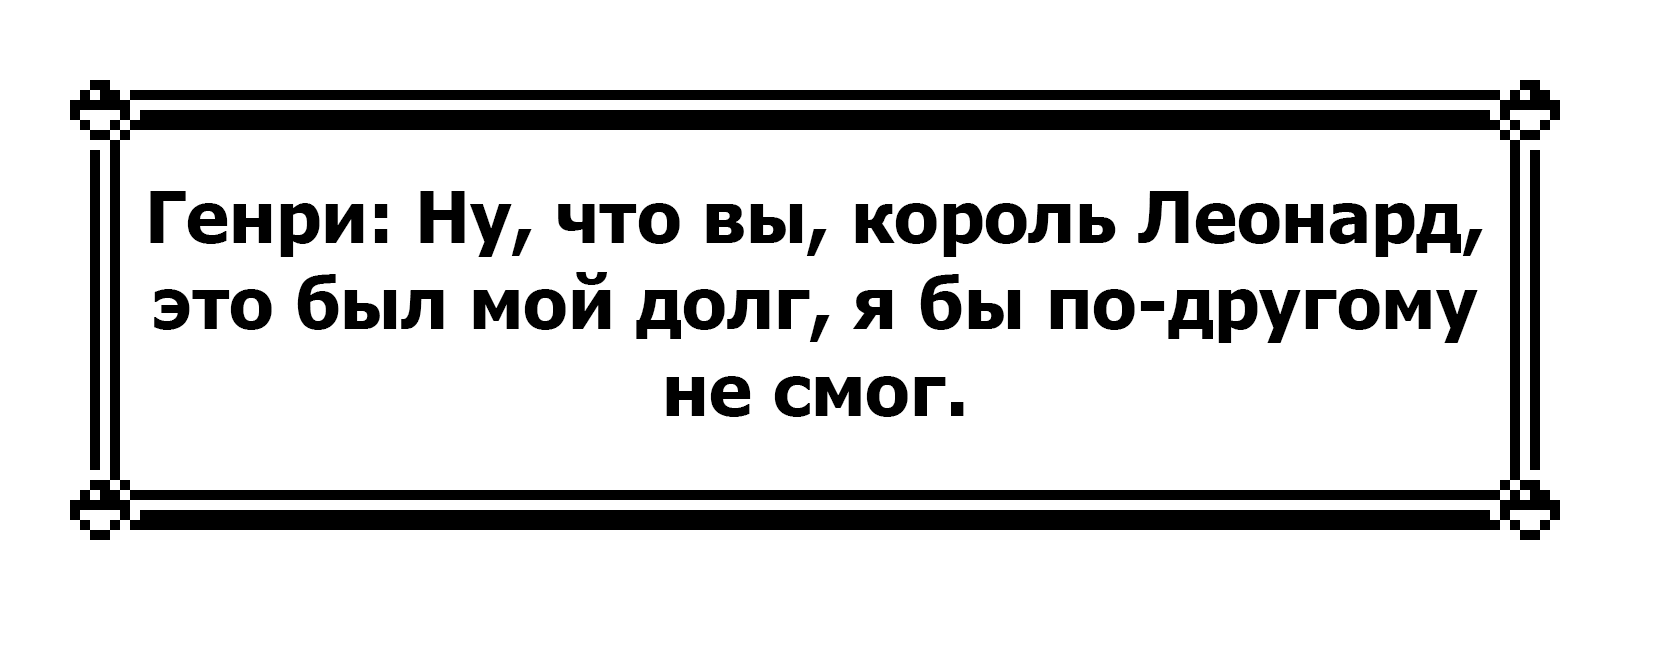 Генри: Ну, что вы, король Леонард,
это был мой долг, я бы по-другому
не смог.